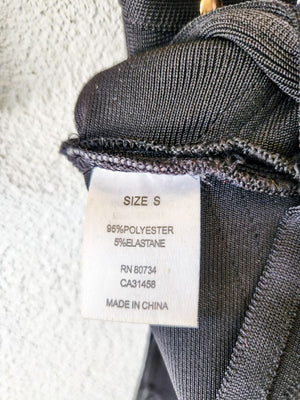 SIZE S
95%POLYESTER
5%ELASTANE
RN 80734
CA31458
MADE IN CHINA